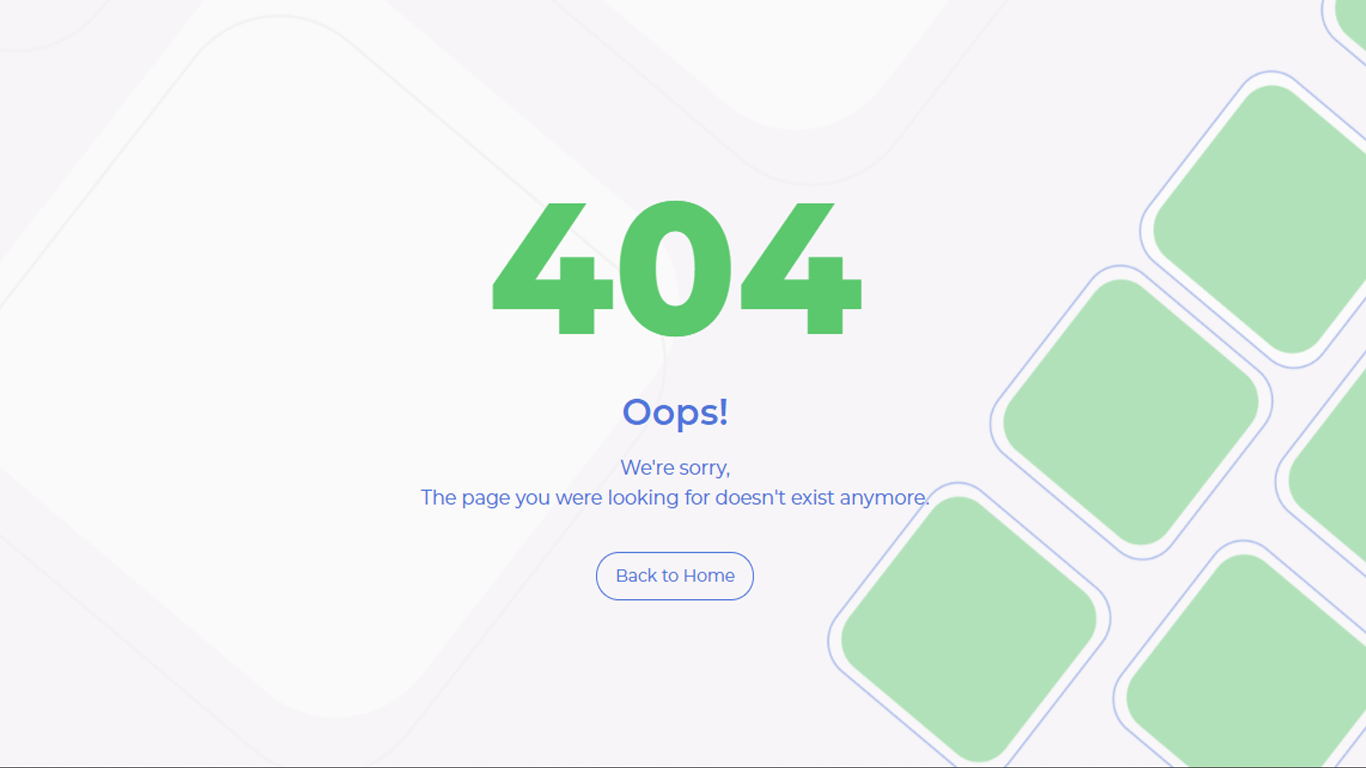 404
Oops!
We're sorry,
The page you were looking for doesn't exist anymore.
Back to Home